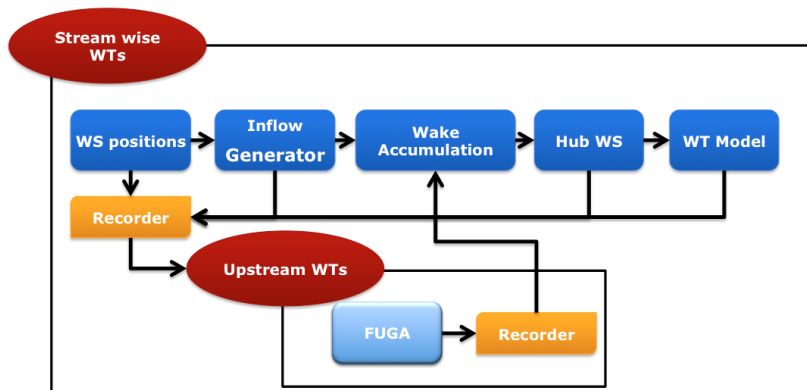 Stream wise
WTs
WS positions
Inflow
Generator
Wake
Accumulation
Hub WS
WT Model
Recorder
Upstream WTs
FUGA
Recorder